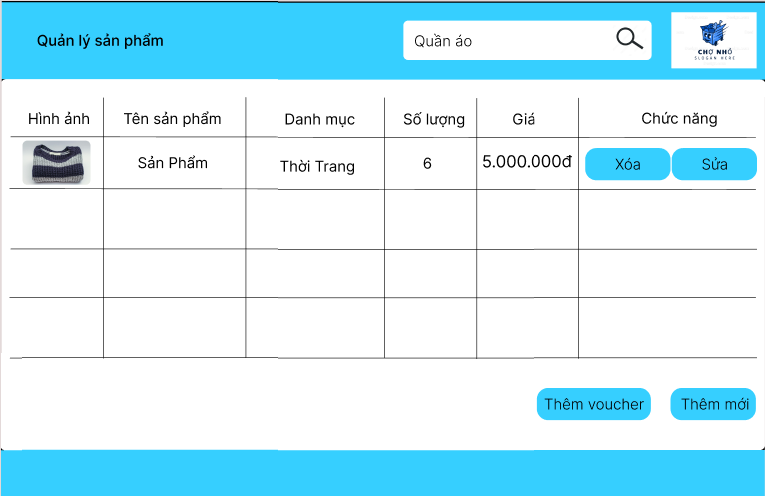 Quản lý sản phẩm
Quần áo
CHỢ NHỎ
SLOGAN HERE
Hình ảnh Tên sản phẩm Danh mục Số lượng Giá Chức năng
Sản Phẩm Thời Trang 6 5.000.000đ Xóa Sửa
Thêm voucher Thêm mới